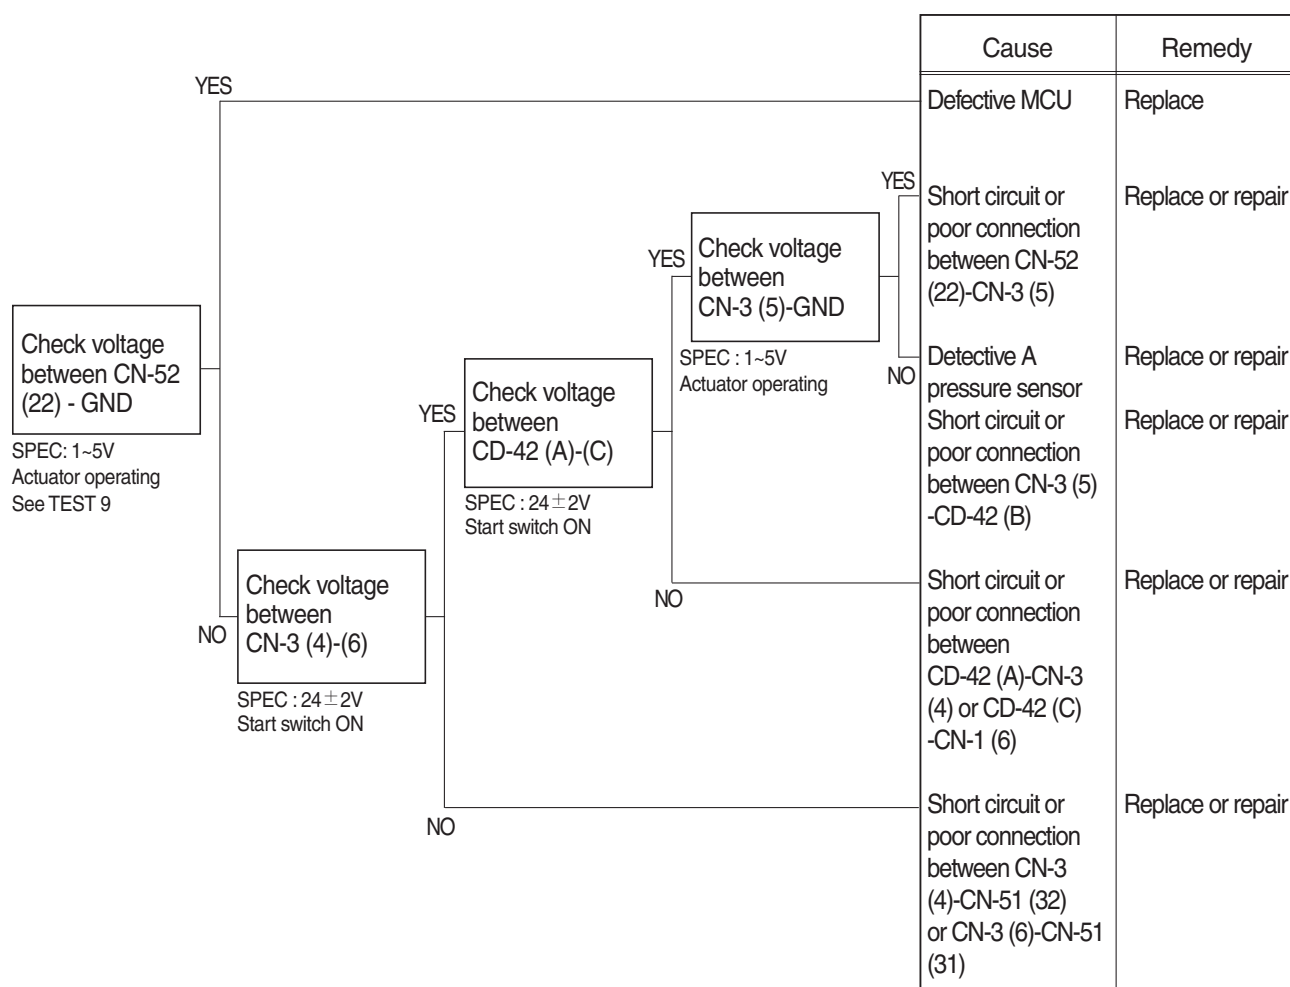 Cause
Remedy
YES
Defective MCU
Replace
YES
Short circuit or
poor connection
between CN-52
(22)-CN-3 (5)
Replace or repair
YES
Check voltage
between
CN-3 (5)-GND
SPEC : 1~5V
Actuator operating
NO
Detective A
pressure sensor
Replace or repair
Short circuit or
poor connection
between CN-3 (5)
-CD-42 (B)
Replace or repair
Check voltage
between CN-52
(22) - GND
SPEC: 1~5V
Actuator operating
See TEST 9
YES
Check voltage
between
CD-42 (A)-(C)
SPEC : 24±2V
Start switch ON
NO
Short circuit or
poor connection
between
CD-42 (A)-CN-3
(4) or CD-42 (C)
-CN-1 (6)
Replace or repair
NO
Check voltage
between
CN-3 (4)-(6)
SPEC : 24±2V
Start switch ON
NO
Short circuit or
poor connection
between CN-3
(4)-CN-51 (32)
or CN-3 (6)-CN-51
(31)
Replace or repair